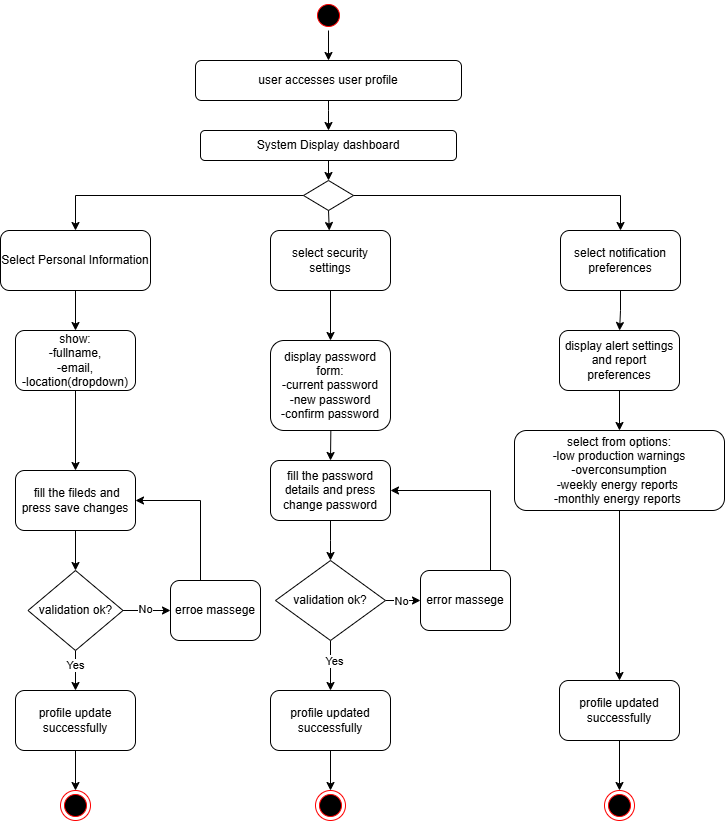 user accesses user profile
System Display dashboard
Select Personal Information
select security
settings
select notification
preferences
show:
-fullname,
-email,
-location(dropdown)
display password
form:
-current password
-new password
-confirm password
display alert settings
and report
preferences
select from options:
-low production warnings
-overconsumption
-weekly energy reports
-monthly energy reports
fill the fileds and
press save changes
fill the password
details and press
change password
validation ok?
No
erroe massege
validation ok?
No
error massege
Yes
Yes
profile update
successfully
profile updated
successfully
profile updated
successfully